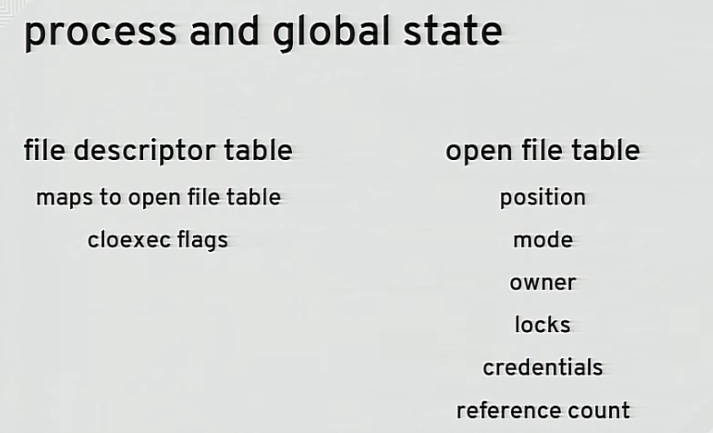 process and global state
file descriptor table
maps to open file table
cloexec flags
open file table
position
mode
owner
locks
credentials
reference count